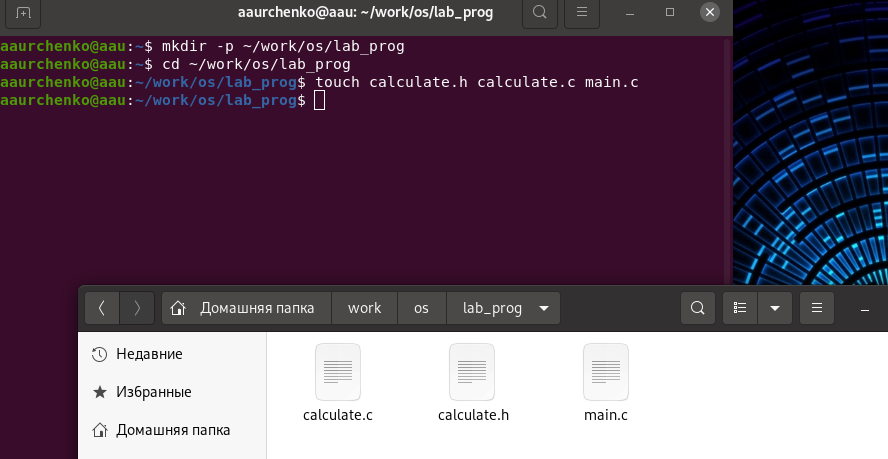 aaurchenko@aau: ~/work/os/lab_prog
aaurchenko@aau:~$ mkdir -p ~/work/os/lab_prog
aaurchenko@aau:~$ cd ~/work/os/lab_prog
aaurchenko@aau:~/work/os/lab_prog$ touch calculate.h calculate.c main.c
aaurchenko@aau:~/work/os/lab_prog$
Домашняя папка work os lab_prog
Недавние
Избранные
Домашняя папка
calculate.c calculate.h main.c